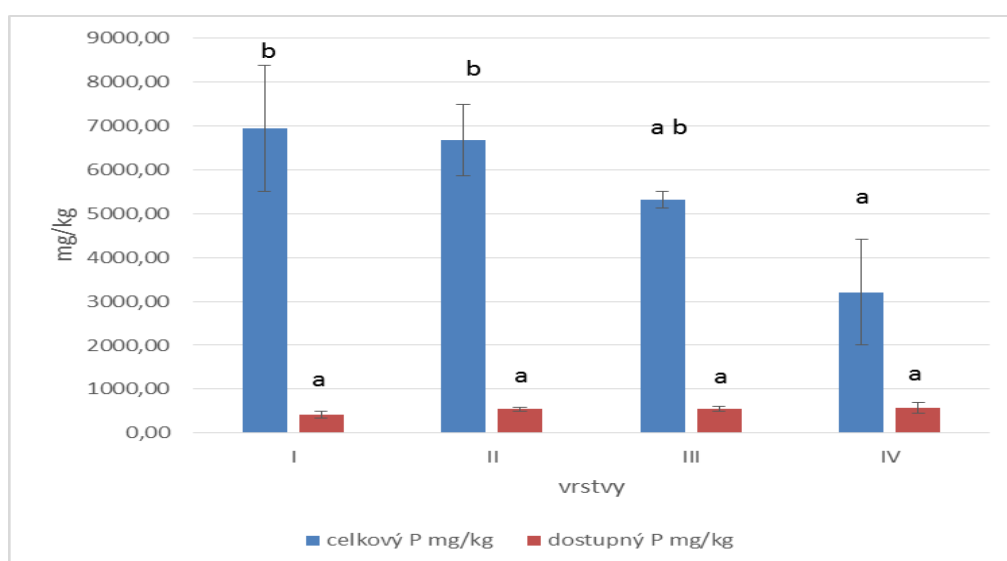 9000,00
8000,00
7000,00
6000,00
5000,00
4000,00
3000,00
2000,00
1000,00
0,00
mg/kg
b
b
a b
a
a
a
a
a
I
II
III
IV
vrstvy
celkový P mg/kg
dostupný P mg/kg